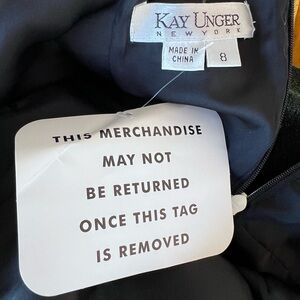 KAY UNGER
NEW YORK
MADE IN
CHINA
8
THIS MERCHANDISE
MAY NOT
BE RETURNED
ONCE THIS TAG
IS REMOVED